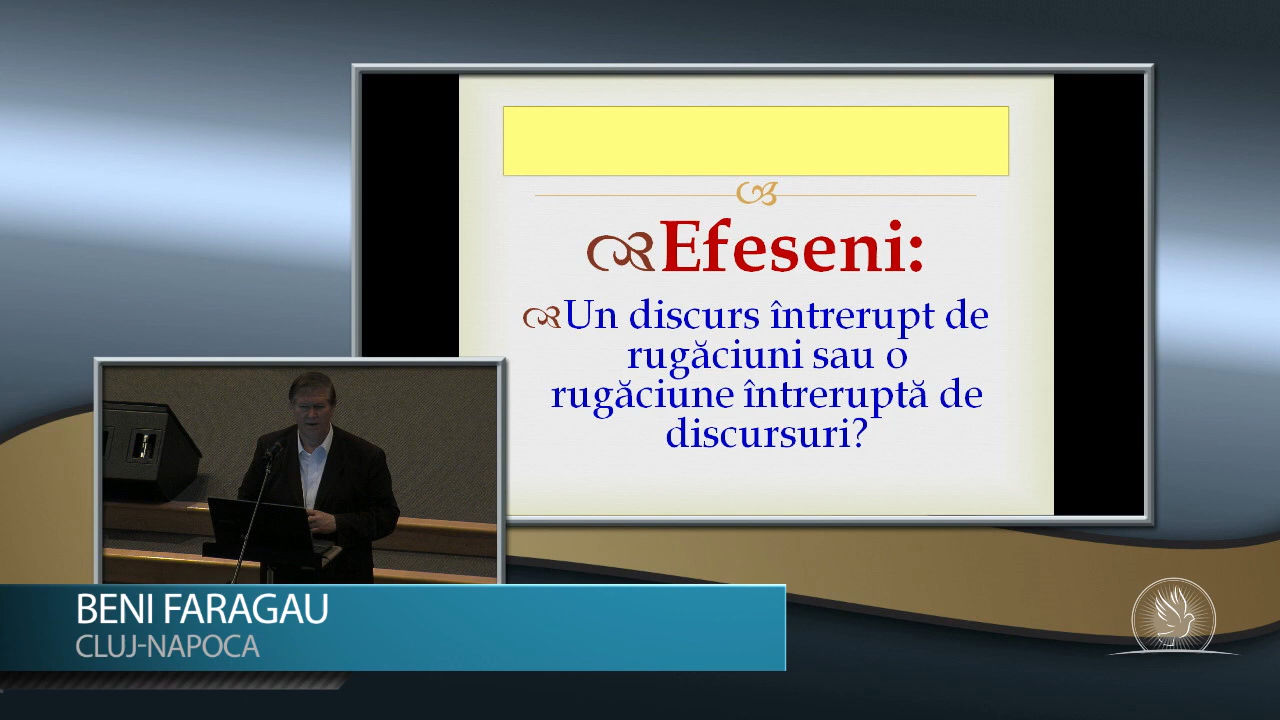 Efeseni:
Un discurs întrerupt de
rugăciuni sau o
rugăciune întreruptă de
discursuri?
BENI FARAGAU
CLUJ-NAPOCA